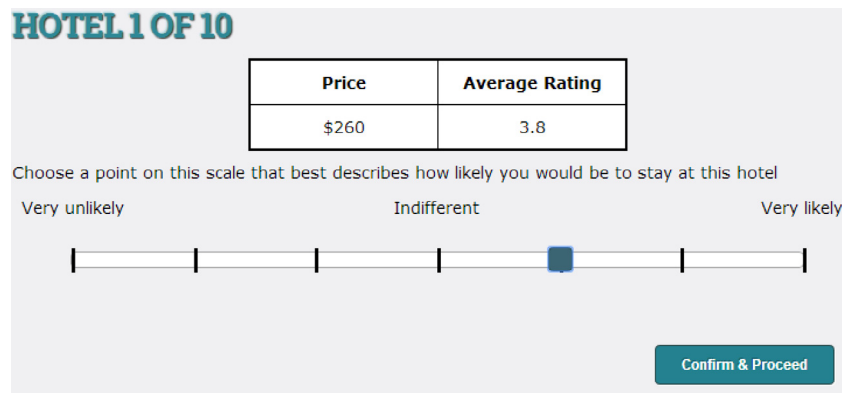 HOTEL 1 OF 10
Price Average Rating
$260 3.8
Choose a point on this scale that best describes how likely you would be to stay at this hotel
Very unlikely Indifferent Very likely
Confirm & Proceed